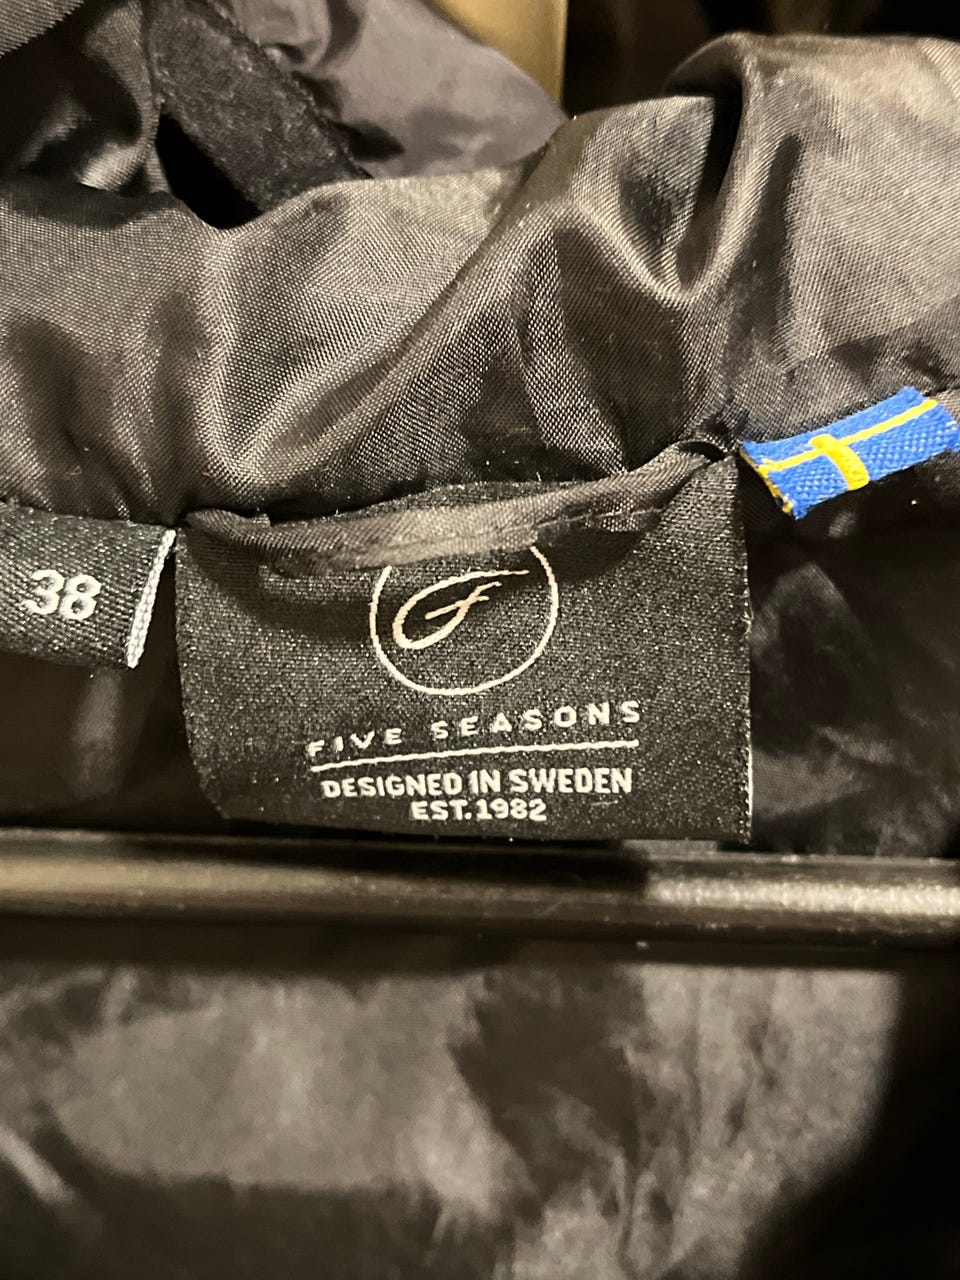 38
F
FIVE SEASONS
DESIGNED IN SWEDEN
EST.1982